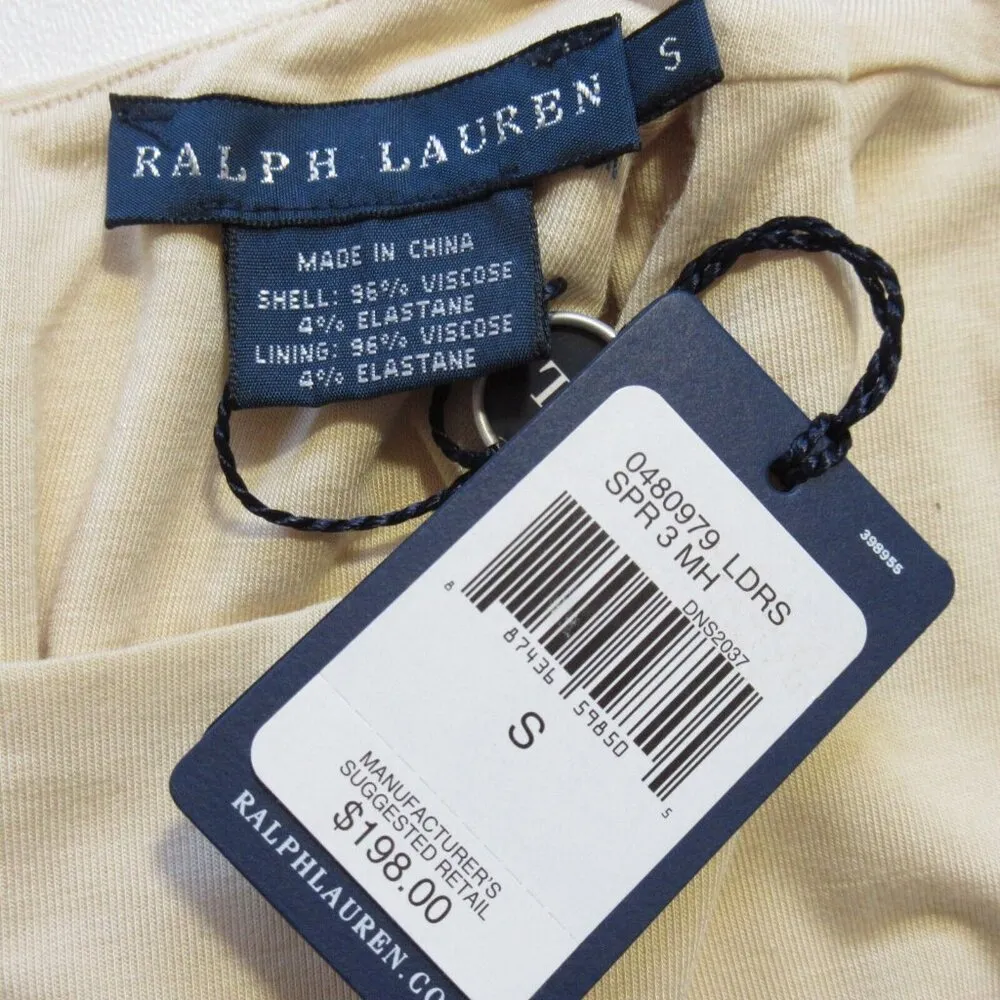 RALPH LAUREN
S
MADE IN CHINA
SHELL: 96% VISCOSE
4% ELASTANE
LINING: 96% VISCOSE
4% ELASTANE
T
398955
0480979 LDRS
SPR 3 MH
DNS2037
8 87436 59850 5
S
MANUFACTURER'S
SUGGESTED RETAIL
$198.00
RALPHLAUREN.CO